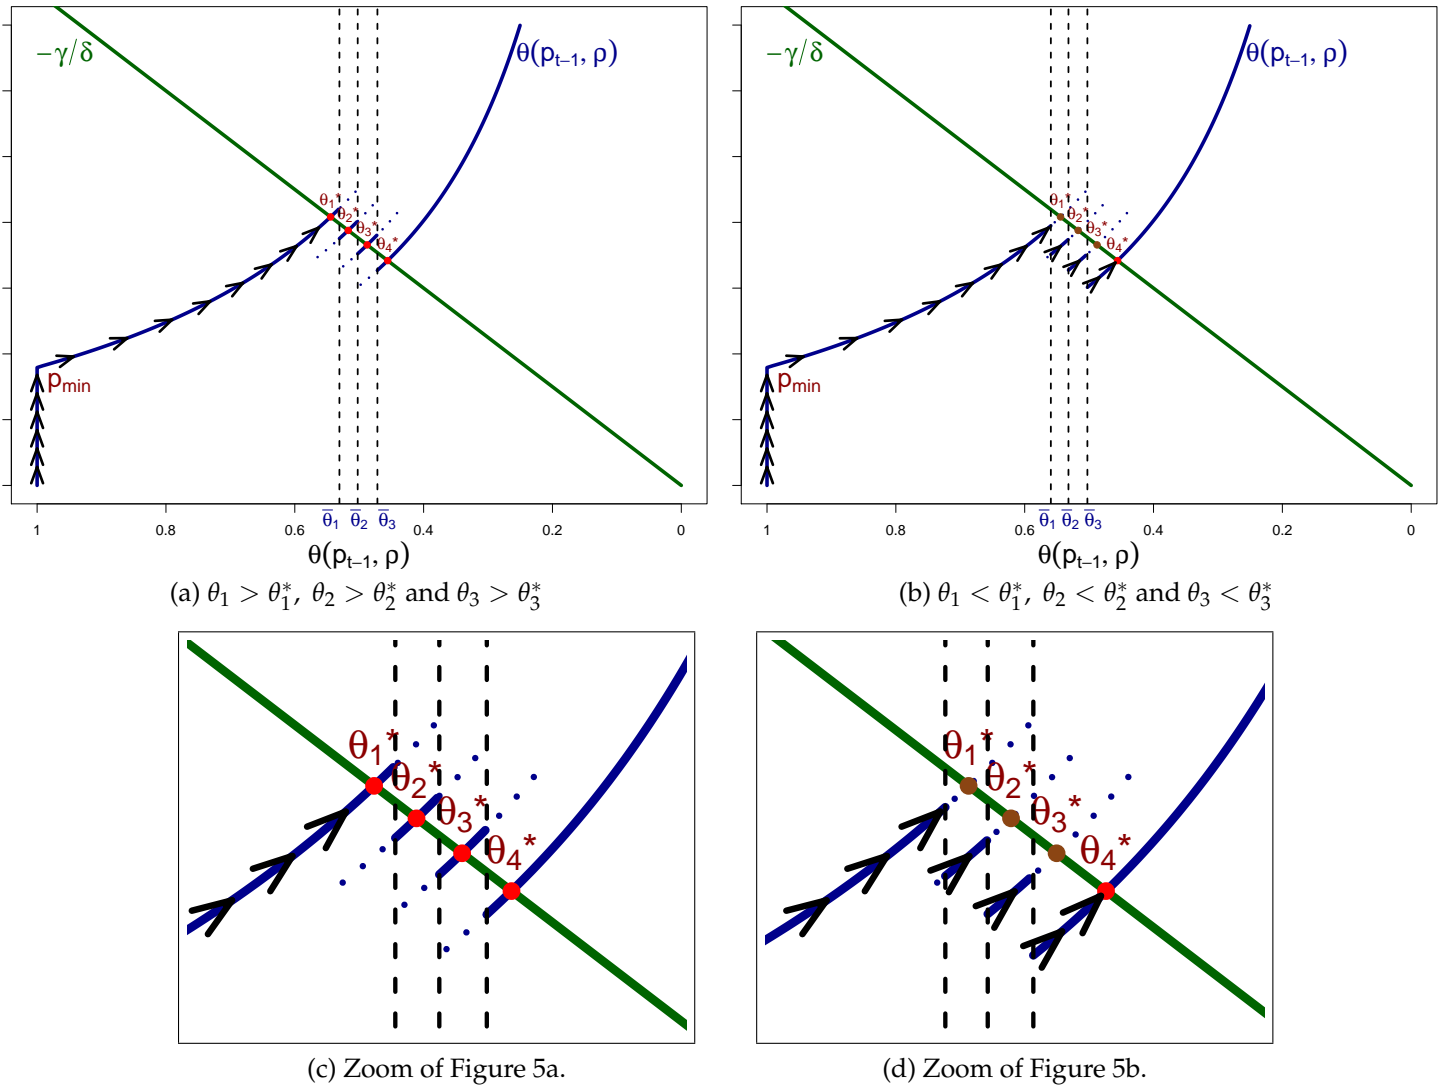 −γ/δ
θ(pt−1, ρ)
θ1*
θ2*
θ3*
θ4*
pmin
θ̅1 θ̅2 θ̅3
1 0.8 0.6 0.4 0.2 0
θ(pt−1, ρ)
(a) θ1 > θ1*, θ2 > θ2* and θ3 > θ3*
−γ/δ
θ(pt−1, ρ)
θ1*
θ2*
θ3*
θ4*
pmin
θ̅1 θ̅2 θ̅3
1 0.8 0.6 0.4 0.2 0
θ(pt−1, ρ)
(b) θ1 < θ1*, θ2 < θ2* and θ3 < θ3*
θ1*
θ2*
θ3*
θ4*
(c) Zoom of Figure 5a.
θ1*
θ2*
θ3*
θ4*
(d) Zoom of Figure 5b.